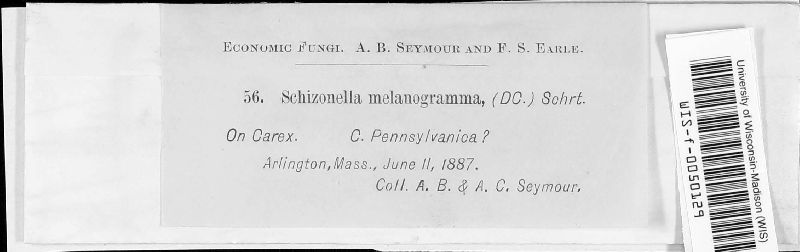 ECONOMIC FUNGI. A. B. SEYMOUR AND F. S. EARLE.
56. Schizonella melanogramma, (DC.) Schrt.
On Carex. C. Pennsylvanica?
Arlington, Mass., June 11, 1887.
Coll. A. B. & A. C. Seymour.
University of Wisconsin-Madison (WIS)
WIS-f-0050129